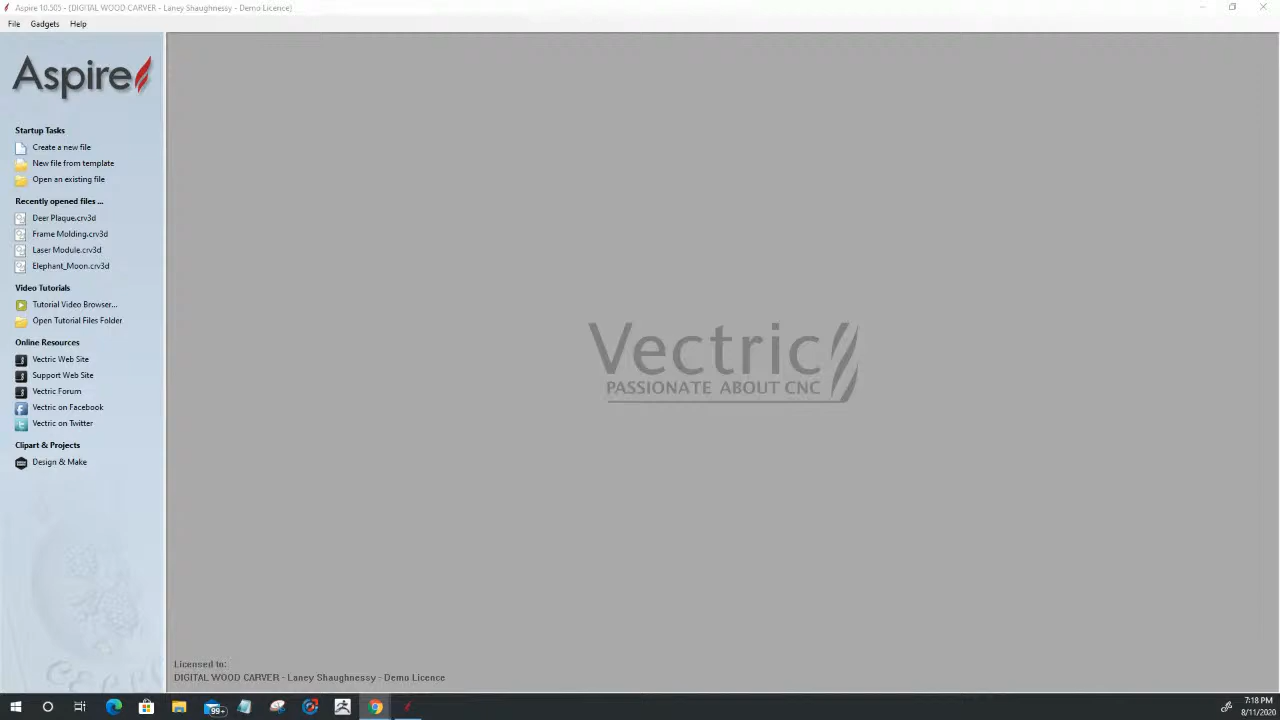 Aspire 10.505 - (DIGITAL WOOD CARVER - Laney Shaughnessy - Demo Licence)
File Gadgets Help
Aspire
Startup Tasks
Create a new file
New file from template
Open an existing file
Recently opened files ...
Deer Plaque.crv3d
Frame Molding.crv3d
Laser Module.crv3d
Elephant_Moon.crv3d
Video Tutorials
Tutorial Video Browser...
Open Tutorial Files Folder
Online Resources
Vectric Web Site
Support Web Site
Vectric Forum
Vectric on Facebook
Vectric on Twitter
Clipart & Projects
Design & Make
Vectric
PASSIONATE ABOUT CNC
Licensed to:
DIGITAL WOOD CARVER - Laney Shaughnessy - Demo Licence
99+
7:18 PM
8/11/2020